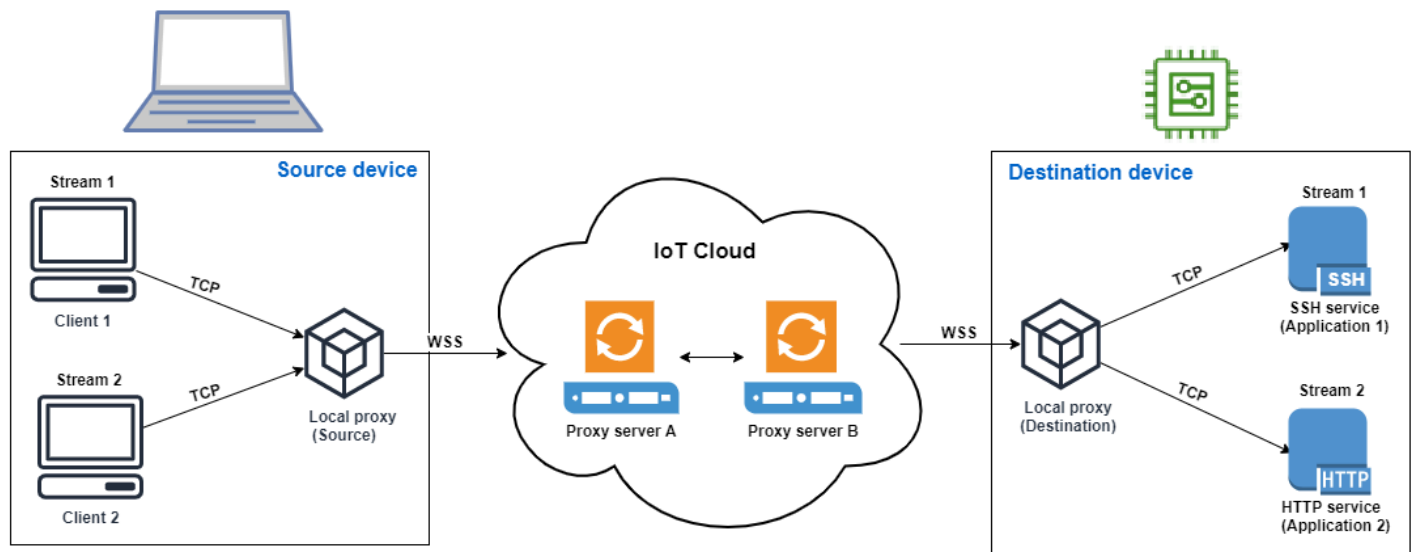 Source device
Stream 1
TCP
Client 1
Stream 2
TCP
Client 2
Local proxy
(Source)
WSS
IoT Cloud
Proxy server A
Proxy server B
WSS
Destination device
Local proxy
(Destination)
TCP
Stream 1
SSH
SSH service
(Application 1)
TCP
Stream 2
HTTP
HTTP service
(Application 2)